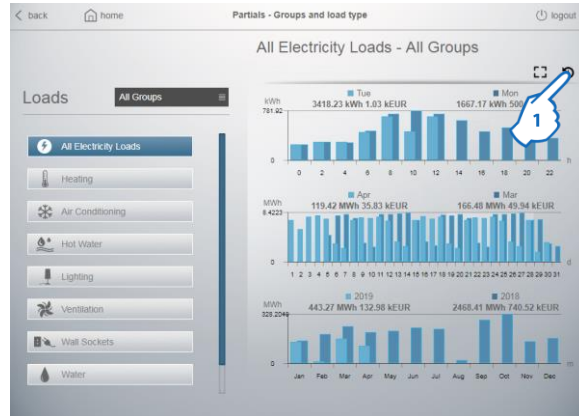 back
home
Partials - Groups and load type
logout
All Electricity Loads - All Groups
Loads
All Groups
All Electricity Loads
Heating
Air Conditioning
Hot Water
Lighting
Ventilation
Wall Sockets
Water
1
kWh
Tue
Mon
3418.23 kWh 1.03 kEUR
1667.17 kWh 500
781.92
0
0 2 4 6 8 10 12 14 16 18 20 22
h
MWh
Apr
Mar
119.42 MWh 35.83 kEUR
166.48 MWh 49.94 kEUR
8.4223
0
1 2 3 4 5 6 7 8 9 10 11 12 13 14 15 16 17 18 19 20 21 22 23 24 25 26 27 28 29 30 31
d
MWh
2019
2018
443.27 MWh 132.98 kEUR
2468.41 MWh 740.52 kEUR
328.2049
0
Jan Feb Mar Apr May Jun Jul Aug Sep Oct Nov Dec
m